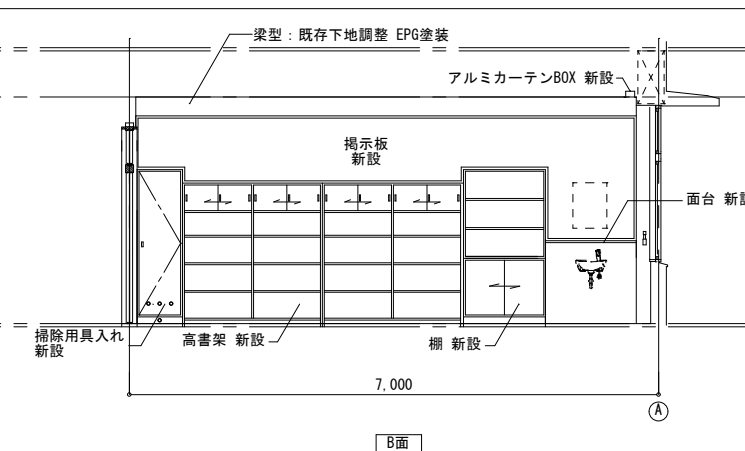 梁型：既存下地調整 EPG塗装
アルミカーテンBOX 新設
掲示板
新設
面台 新設
掃除用具入れ
新設
高書架 新設
棚 新設
7,000
A
B面